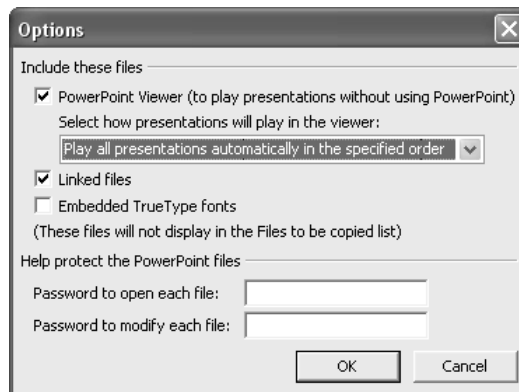 Options
Include these files
PowerPoint Viewer (to play presentations without using PowerPoint)
Select how presentations will play in the viewer:
Play all presentations automatically in the specified order
Linked files
Embedded TrueType fonts
(These files will not display in the Files to be copied list)
Help protect the PowerPoint files
Password to open each file:
Password to modify each file:
OK Cancel